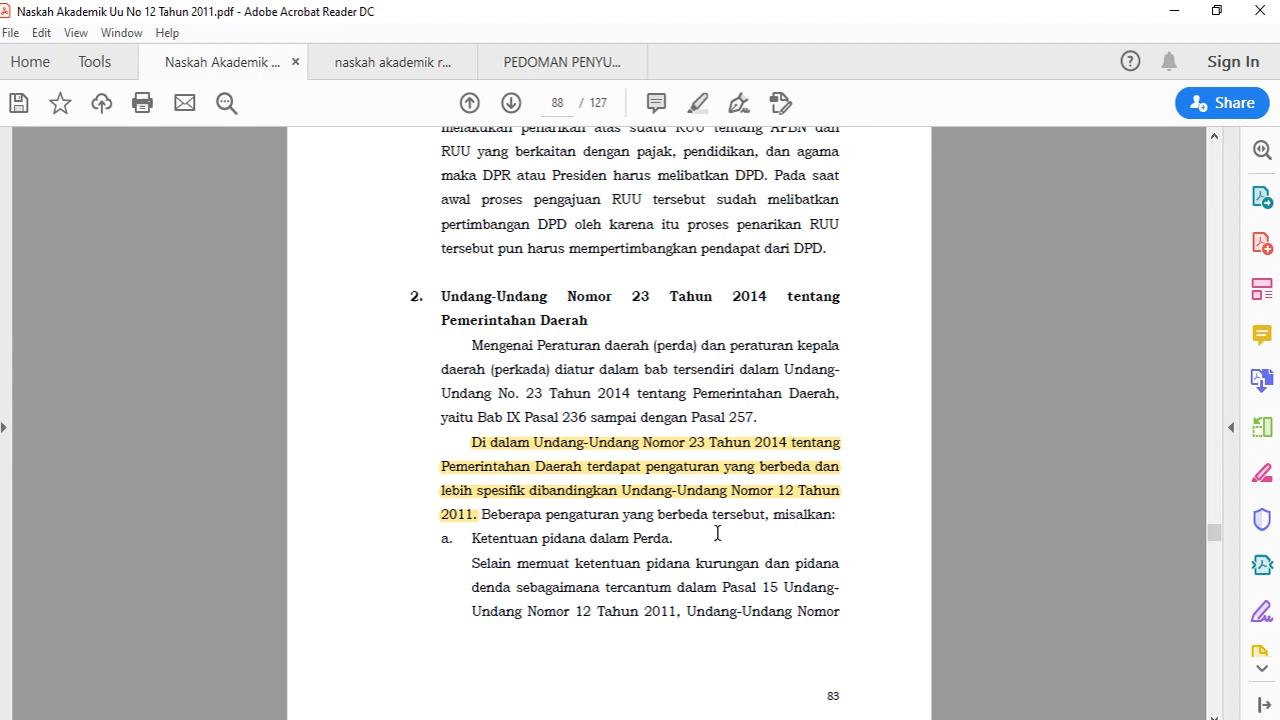 Naskah Akademik Uu No 12 Tahun 2011.pdf - Adobe Acrobat Reader DC
File Edit View Window Help
Home Tools Naskah Akademik ... × naskah akademik r... PEDOMAN PENYU... Sign In
88 / 127 Share
melakukan penarikan atas suatu RUU tentang APBN dan
RUU yang berkaitan dengan pajak, pendidikan, dan agama
maka DPR atau Presiden harus melibatkan DPD. Pada saat
awal proses pengajuan RUU tersebut sudah melibatkan
pertimbangan DPD oleh karena itu proses penarikan RUU
tersebut pun harus mempertimbangkan pendapat dari DPD.
2. Undang-Undang Nomor 23 Tahun 2014 tentang
Pemerintahan Daerah
Mengenai Peraturan daerah (perda) dan peraturan kepala
daerah (perkada) diatur dalam bab tersendiri dalam Undang-
Undang No. 23 Tahun 2014 tentang Pemerintahan Daerah,
yaitu Bab IX Pasal 236 sampai dengan Pasal 257.
Di dalam Undang-Undang Nomor 23 Tahun 2014 tentang
Pemerintahan Daerah terdapat pengaturan yang berbeda dan
lebih spesifik dibandingkan Undang-Undang Nomor 12 Tahun
2011. Beberapa pengaturan yang berbeda tersebut, misalkan:
a. Ketentuan pidana dalam Perda.
Selain memuat ketentuan pidana kurungan dan pidana
denda sebagaimana tercantum dalam Pasal 15 Undang-
Undang Nomor 12 Tahun 2011, Undang-Undang Nomor
83